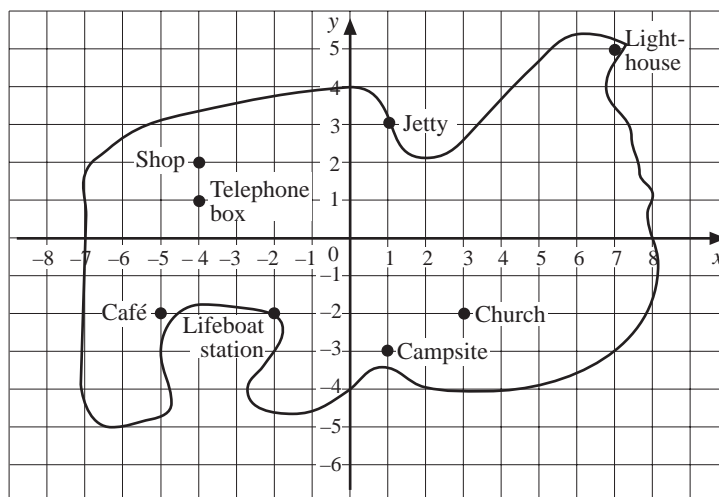 y
5
4
3
2
1
0
Light-
house
Jetty
Shop
Telephone
box
–8 –7 –6 –5 –4 –3 –2 –1
1 2 3 4 5 6 7 8 x
–1
–2
–3
–4
–5
–6
Café
Lifeboat
station
Church
Campsite